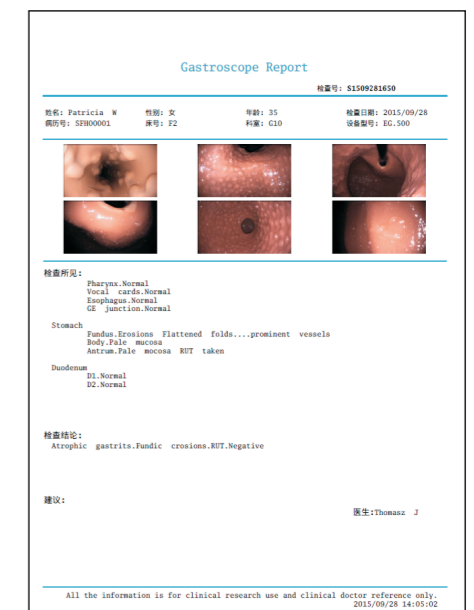 Gastroscope Report
检查号: S1509281650
姓名: Patricia W 性别: 女 年龄: 35 检查日期: 2015/09/28
病历号: SFH00001 床号: F2 科室: G10 设备型号: EG.500
检查所见:
Pharynx.Normal
Vocal cards.Normal
Esophagus.Normal
GE junction.Normal
Stomach
Fundus.Erosions Flattened folds....prominent vessels
Body.Pale mucosa
Antrum.Pale mocosa RUT taken
Duodenum
D1.Normal
D2.Normal
检查结论:
Atrophic gastrits.Fundic crosions.RUT.Negative
建议:
医生:Thomasz J
All the information is for clinical research use and clinical doctor reference only.
2015/09/28 14:05:02